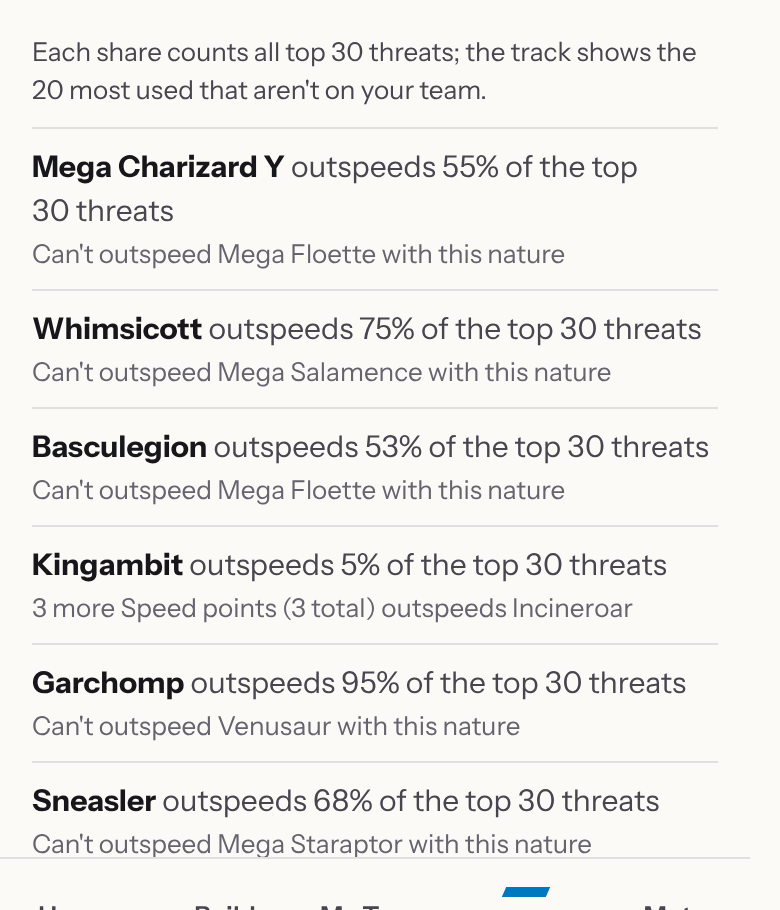 Each share counts all top 30 threats; the track shows the
20 most used that aren't on your team.
Mega Charizard Y outspeeds 55% of the top
30 threats
Can't outspeed Mega Floette with this nature
Whimsicott outspeeds 75% of the top 30 threats
Can't outspeed Mega Salamence with this nature
Basculegion outspeeds 53% of the top 30 threats
Can't outspeed Mega Floette with this nature
Kingambit outspeeds 5% of the top 30 threats
3 more Speed points (3 total) outspeeds Incineroar
Garchomp outspeeds 95% of the top 30 threats
Can't outspeed Venusaur with this nature
Sneasler outspeeds 68% of the top 30 threats
Can't outspeed Mega Staraptor with this nature